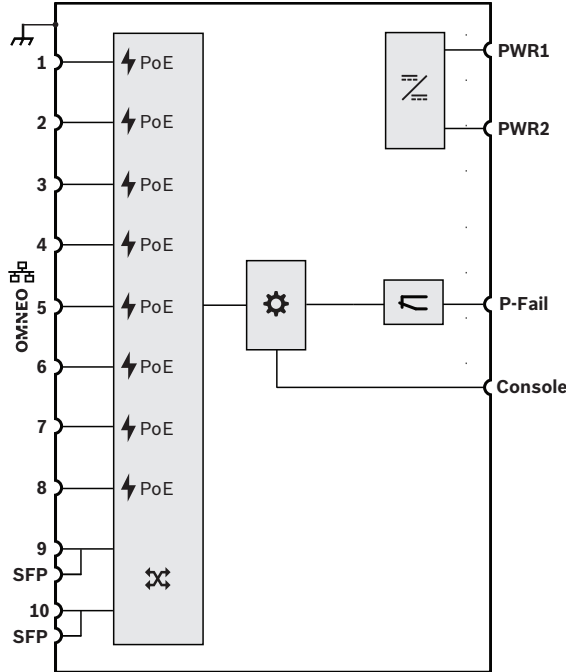 1
PoE
PWR1
2
PoE
PWR2
3
PoE
4
PoE
OMNEO
5
PoE
P-Fail
6
PoE
Console
7
PoE
8
PoE
9
SFP
10
SFP